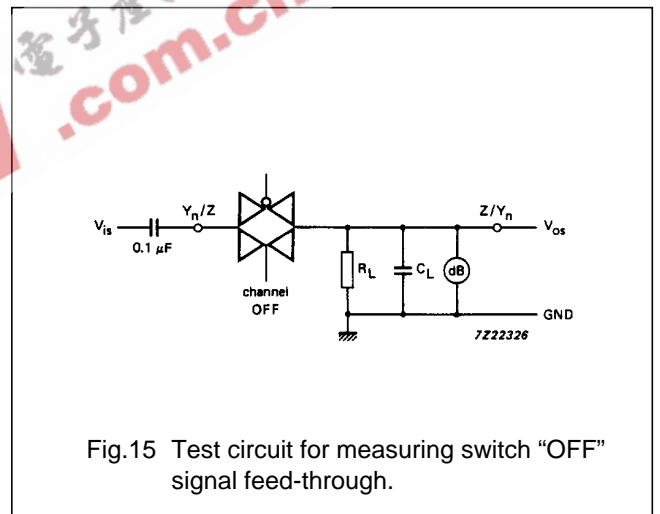 .com.c
Y_n/Z
Z/Y_n
V_is
V_os
0.1 μF
R_L
C_L
dB
channel
OFF
GND
7Z22326
Fig.15 Test circuit for measuring switch “OFF”
signal feed-through.